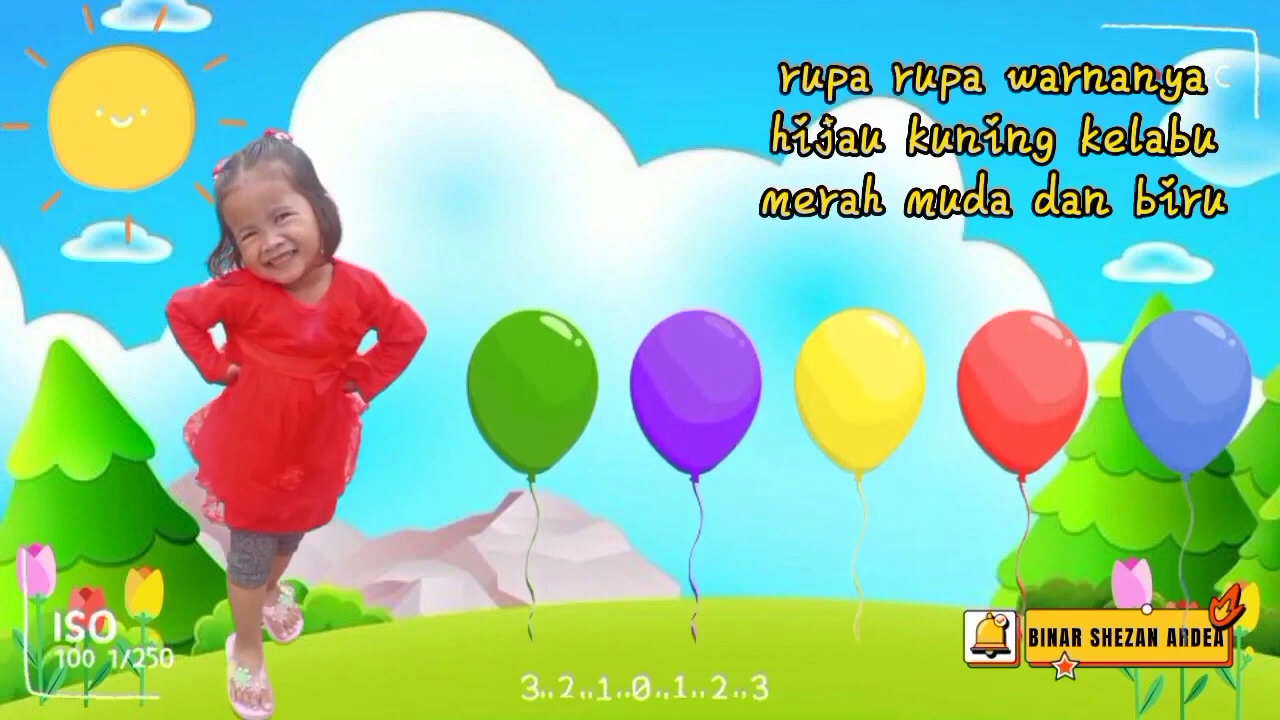 rupa rupa warnanya
hijau kuning kelabu
merah muda dan biru
C
BINAR SHEZAN ARDEA
ISO
100 1/250
3..2..1..0..1..2..3